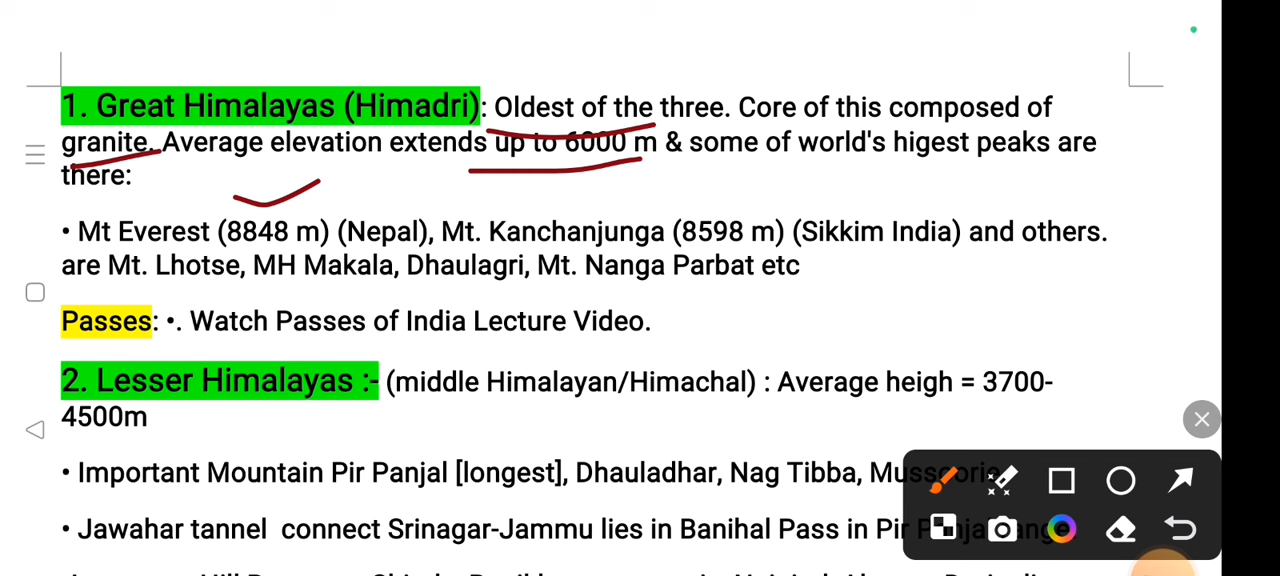 1. Great Himalayas (Himadri): Oldest of the three. Core of this composed of
granite. Average elevation extends up to 6000 m & some of world's higest peaks are
there:
• Mt Everest (8848 m) (Nepal), Mt. Kanchanjunga (8598 m) (Sikkim India) and others.
are Mt. Lhotse, MH Makala, Dhaulagri, Mt. Nanga Parbat etc
Passes: •. Watch Passes of India Lecture Video.
2. Lesser Himalayas :- (middle Himalayan/Himachal) : Average heigh = 3700-
4500m
• Important Mountain Pir Panjal [longest], Dhauladhar, Nag Tibba, Mussoorie
• Jawahar tannel connect Srinagar-Jammu lies in Banihal Pass in Pir Panjal range